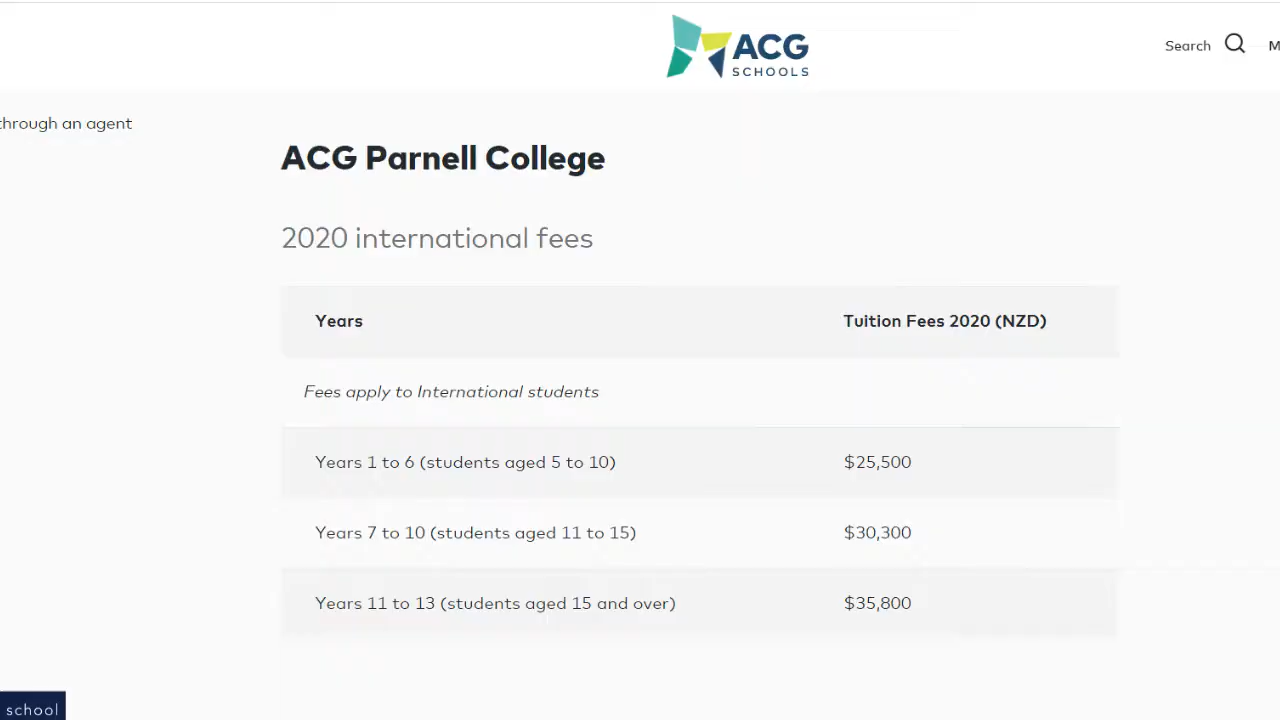 ACG
SCHOOLS
Search
M
through an agent
ACG Parnell College
2020 international fees
Years Tuition Fees 2020 (NZD)
Fees apply to International students
Years 1 to 6 (students aged 5 to 10) $25,500
Years 7 to 10 (students aged 11 to 15) $30,300
Years 11 to 13 (students aged 15 and over) $35,800
school